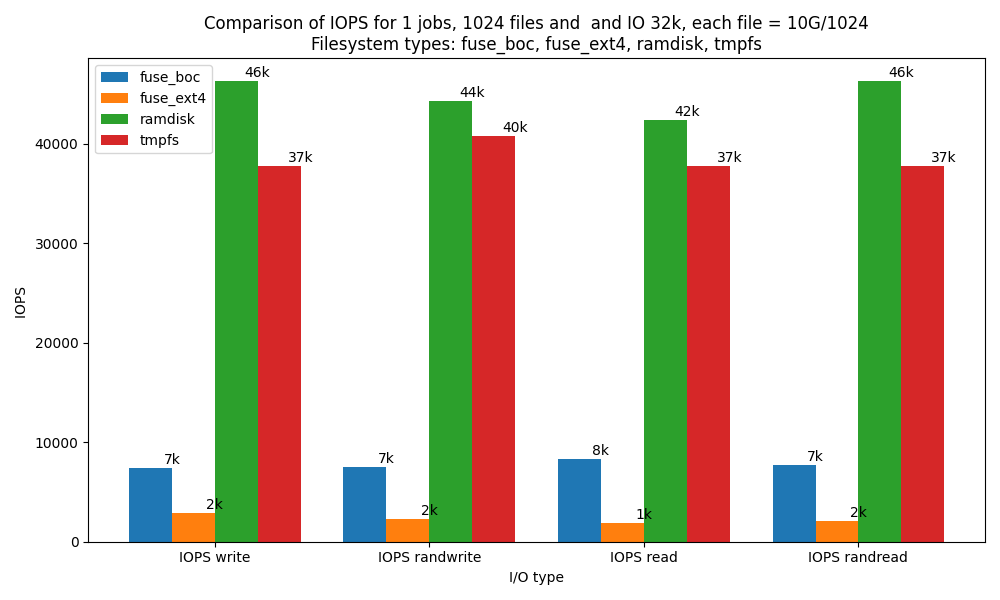 Comparison of IOPS for 1 jobs, 1024 files and  and IO 32k, each file = 10G/1024
Filesystem types: fuse_boc, fuse_ext4, ramdisk, tmpfs
fuse_boc
fuse_ext4
ramdisk
tmpfs
IOPS
40000
30000
20000
10000
0
7k
2k
46k
37k
7k
2k
44k
40k
8k
1k
42k
37k
7k
2k
46k
37k
IOPS write
IOPS randwrite
IOPS read
IOPS randread
I/O type